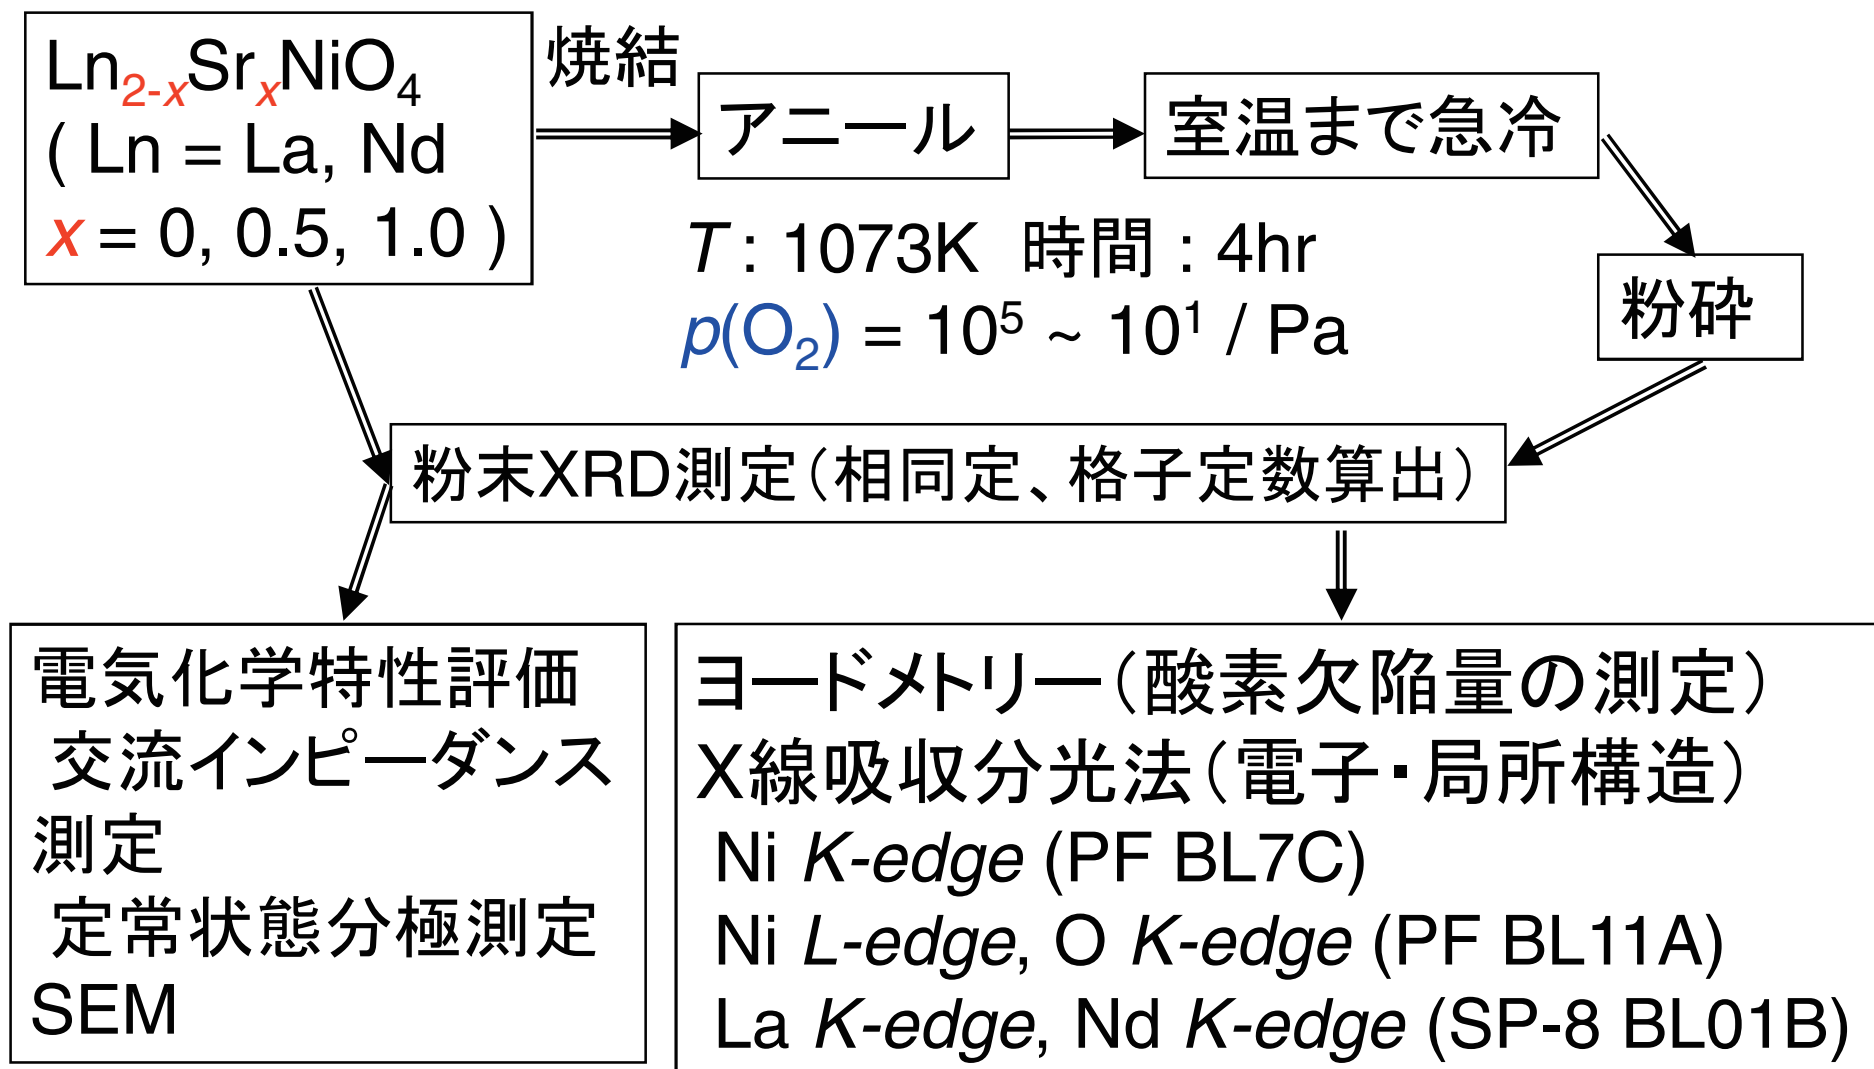 Ln2-xSrxNiO4
( Ln = La, Nd
x = 0, 0.5, 1.0 )
焼結
アニール
室温まで急冷
T : 1073K 時間 : 4hr
p(O2) = 10⁵ ~ 10¹ / Pa
粉砕
粉末XRD測定(相同定、格子定数算出)
電気化学特性評価
交流インピーダンス
測定
定常状態分極測定
SEM
ヨードメトリー(酸素欠陥量の測定)
X線吸収分光法(電子・局所構造)
Ni K-edge (PF BL7C)
Ni L-edge, O K-edge (PF BL11A)
La K-edge, Nd K-edge (SP-8 BL01B)